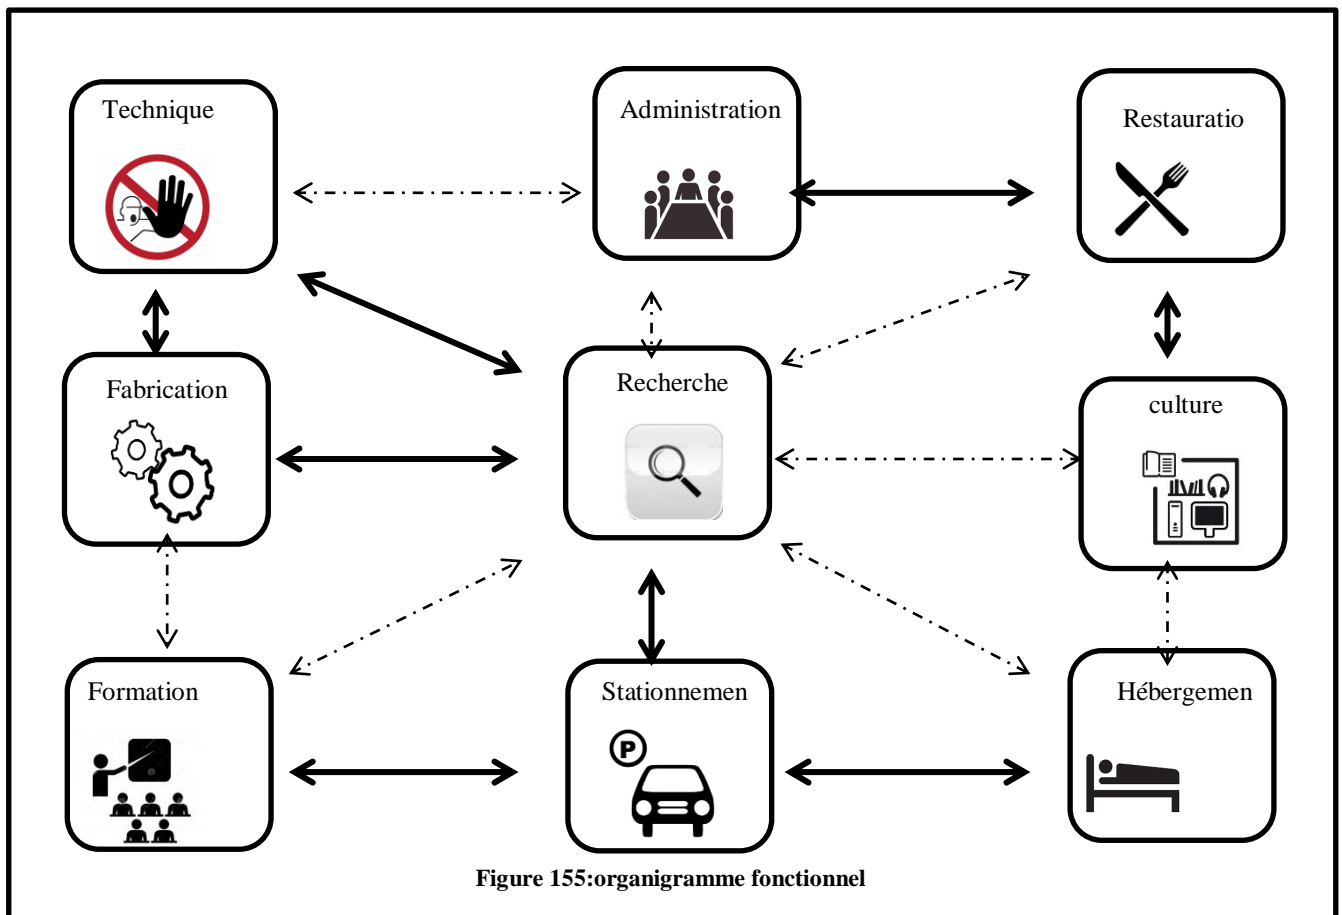 Technique
Administration
Restauratio
Fabrication
Recherche
culture
Formation
Stationnemen
P
Hébergemen
Figure 155:organigramme fonctionnel